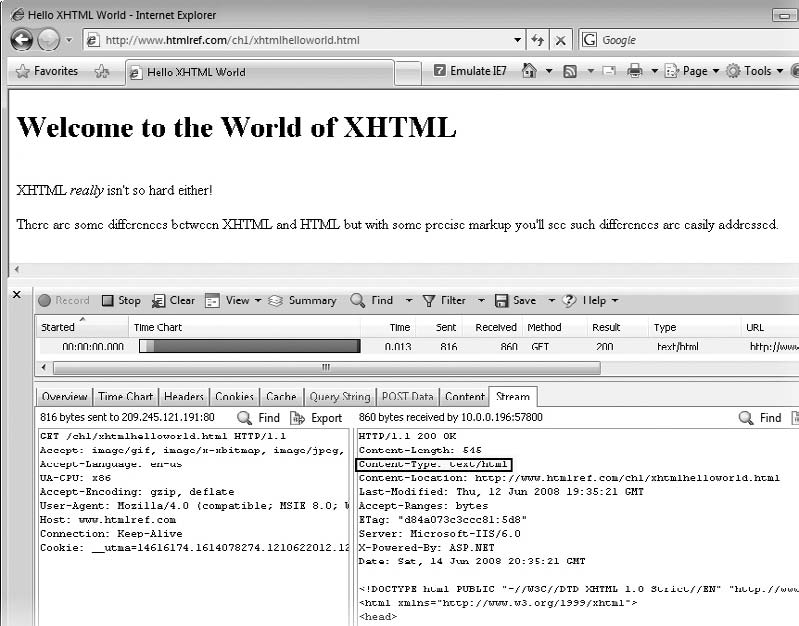 Hello XHTML World - Internet Explorer
http://www.htmlref.com/ch1/xhtmlhelloworld.html
Google
Favorites
Hello XHTML World
Emulate IE7
Page
Tools
Welcome to the World of XHTML
XHTML really isn't so hard either!
There are some differences between XHTML and HTML but with some precise markup you'll see such differences are easily addressed.
Record Stop Clear View Summary Find Filter Save Help
Started Time Chart Time Sent Received Method Result Type URL
00:00:00.000 0.013 816 860 GET 200 text/html http://www
Overview Time Chart Headers Cookies Cache Query String POST Data Content Stream
816 bytes sent to 209.245.121.191:80 Find Export
860 bytes received by 10.0.0.196:57800 Find
GET /ch1/xhtmlhelloworld.html HTTP/1.1
Accept: image/gif, image/x-xbitmap, image/jpeg,
Accept-Language: en-us
UA-CPU: x86
Accept-Encoding: gzip, deflate
User-Agent: Mozilla/4.0 (compatible; MSIE 8.0; W
Host: www.htmlref.com
Connection: Keep-Alive
Cookie: __utma=14616174.1614078274.1210622012.12
HTTP/1.1 200 OK
Content-Length: 545
Content-Type: text/html
Content-Location: http://www.htmlref.com/ch1/xhtmlhelloworld.html
Last-Modified: Thu, 12 Jun 2008 19:35:21 GMT
Accept-Ranges: bytes
ETag: "d84a073c3ccc81:5d8"
Server: Microsoft-IIS/6.0
X-Powered-By: ASP.NET
Date: Sat, 14 Jun 2008 20:35:21 GMT
<!DOCTYPE html PUBLIC "-//W3C//DTD XHTML 1.0 Strict//EN" "http://www
<html xmlns="http://www.w3.org/1999/xhtml">
<head>